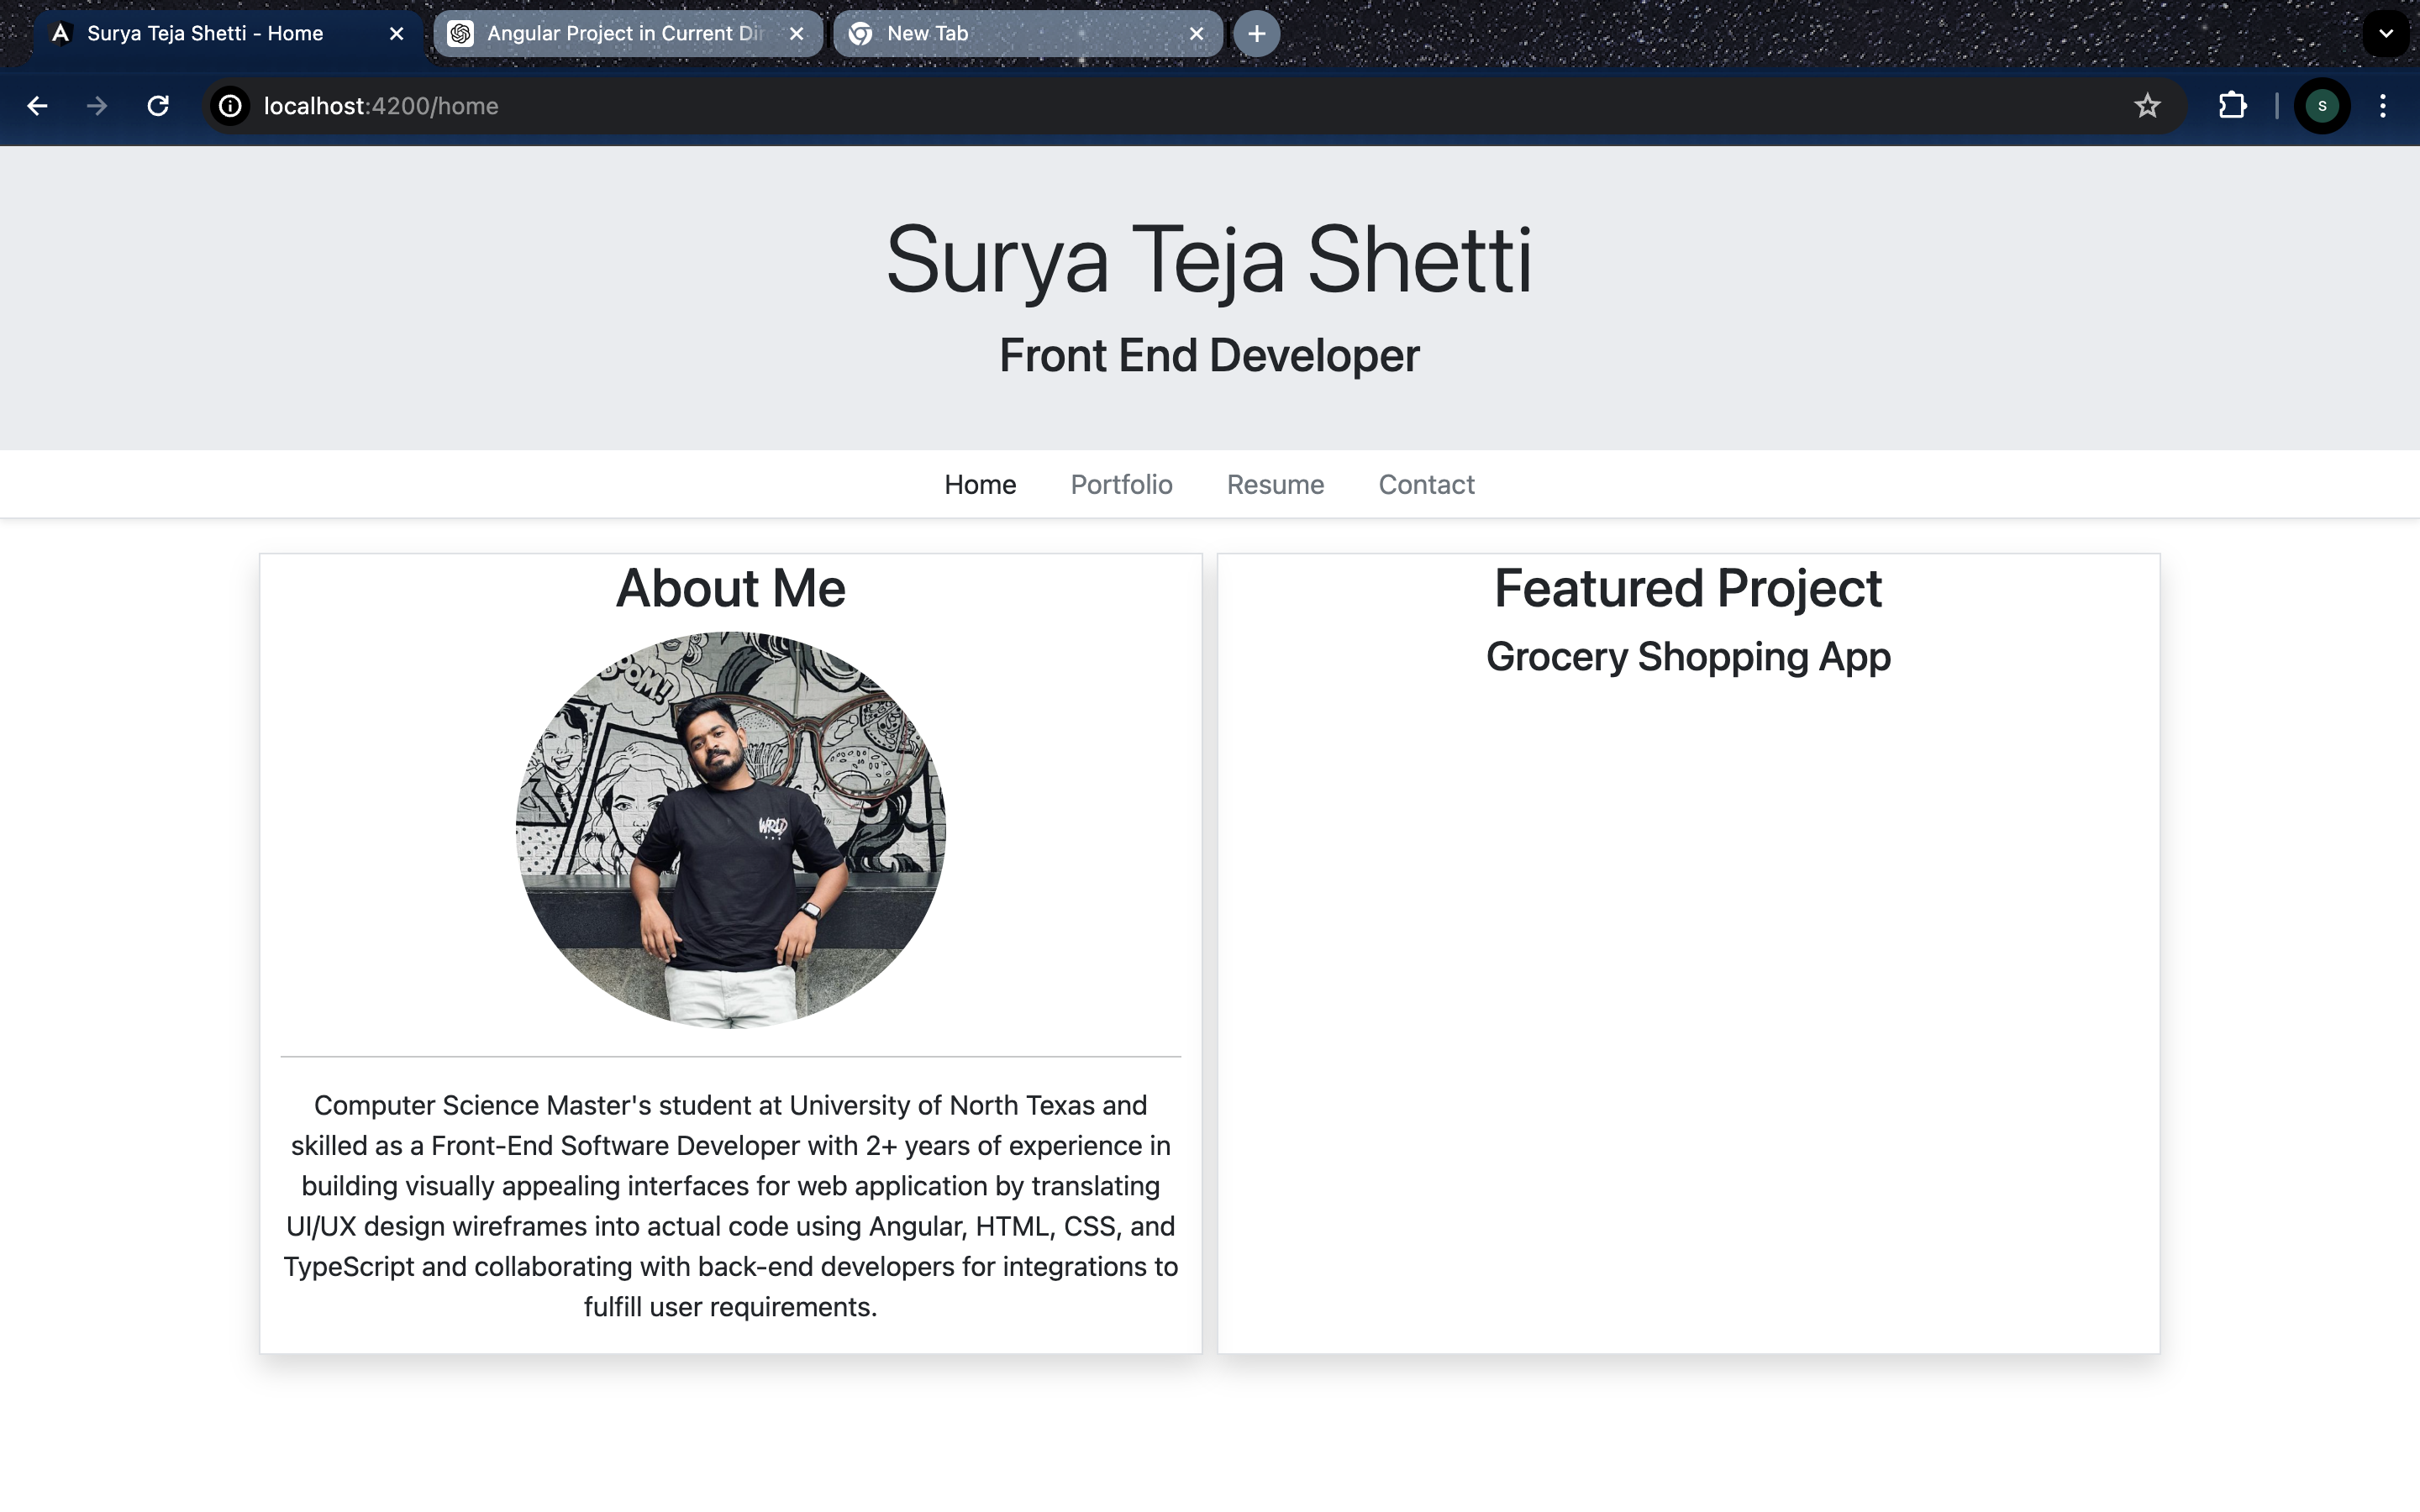 Surya Teja Shetti - Home
Angular Project in Current Dir
New Tab
localhost:4200/home
S
Surya Teja Shetti
Front End Developer
Home Portfolio Resume Contact
About Me
BOOM!
WRLD
Computer Science Master's student at University of North Texas and
skilled as a Front-End Software Developer with 2+ years of experience in
building visually appealing interfaces for web application by translating
UI/UX design wireframes into actual code using Angular, HTML, CSS, and
TypeScript and collaborating with back-end developers for integrations to
fulfill user requirements.
Featured Project
Grocery Shopping App